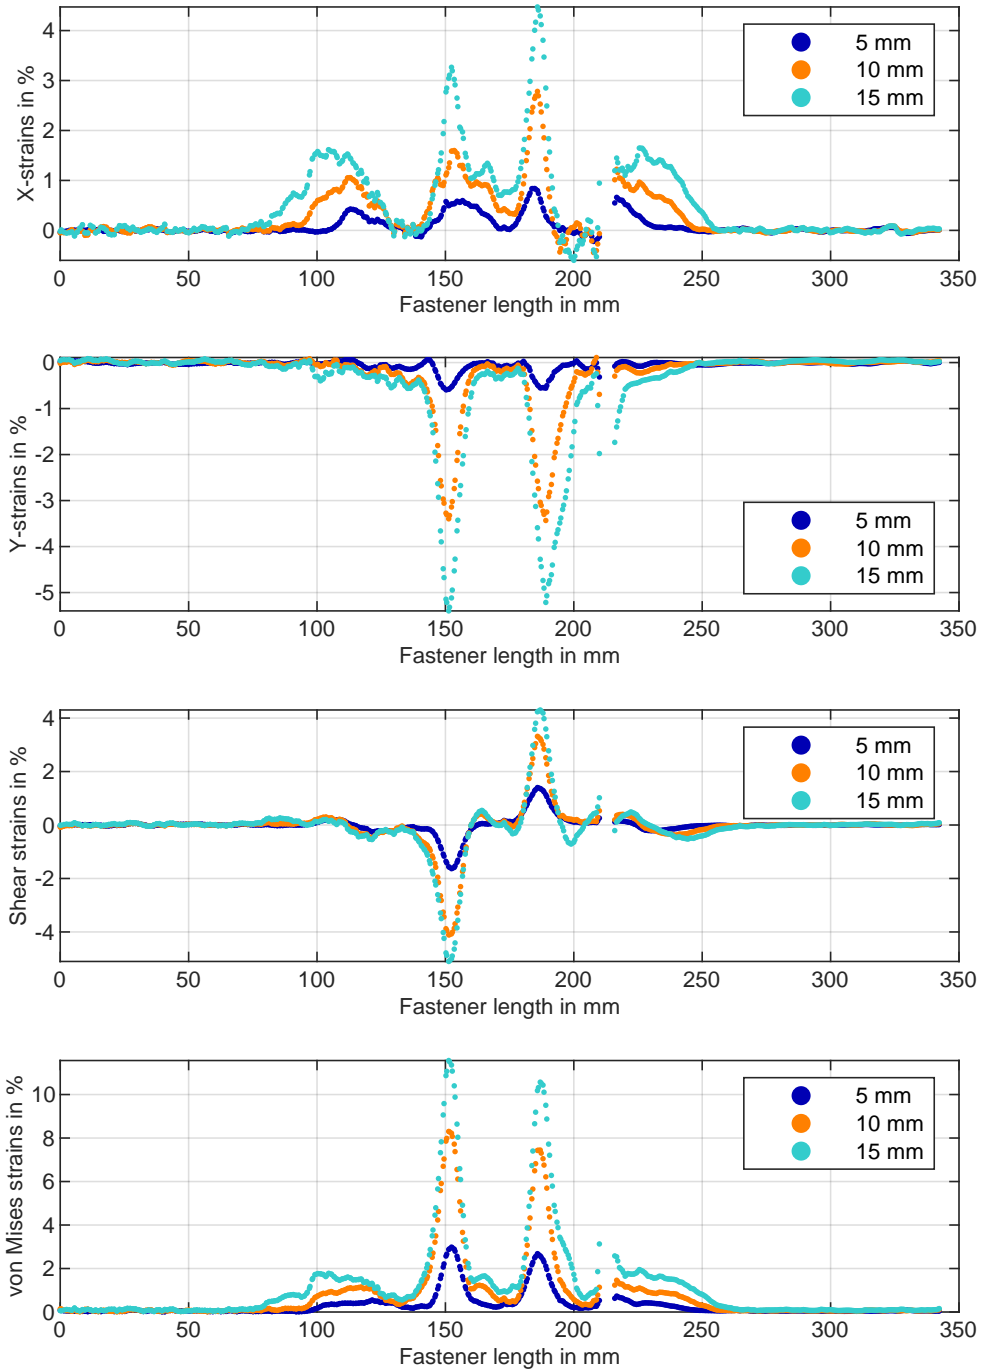 4
3
2
1
0
X-strains in %
5 mm
10 mm
15 mm
0 50 100 150 200 250 300 350
Fastener length in mm
0
-1
-2
-3
-4
-5
Y-strains in %
5 mm
10 mm
15 mm
0 50 100 150 200 250 300 350
Fastener length in mm
4
2
0
-2
-4
Shear strains in %
5 mm
10 mm
15 mm
0 50 100 150 200 250 300 350
Fastener length in mm
10
8
6
4
2
0
von Mises strains in %
5 mm
10 mm
15 mm
0 50 100 150 200 250 300 350
Fastener length in mm